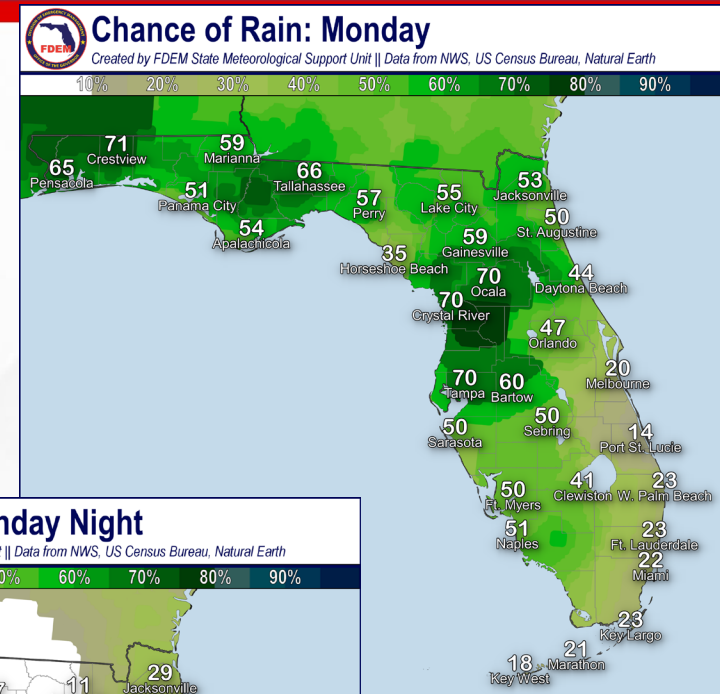 Chance of Rain: Monday
FDEM
Created by FDEM State Meteorological Support Unit || Data from NWS, US Census Bureau, Natural Earth
10% 20% 30% 40% 50% 60% 70% 80% 90%
71
Crestview
59
Marianna
65
Pensacola
66
Tallahassee
51
Panama City
57
Perry
55
Lake City
53
Jacksonville
54
Apalachicola
50
St. Augustine
59
Gainesville
35
Horseshoe Beach
70
Ocala
44
Daytona Beach
70
Crystal River
47
Orlando
20
Melbourne
70
Tampa
60
Bartow
50
Sebring
50
Sarasota
14
Port St. Lucie
41
Clewiston
23
W. Palm Beach
50
Ft. Myers
51
Naples
23
Ft. Lauderdale
22
Miami
23
Key Largo
21
Marathon
18
Key West
nday Night
|| Data from NWS, US Census Bureau, Natural Earth
0% 60% 70% 80% 90%
29
Jacksonville
11